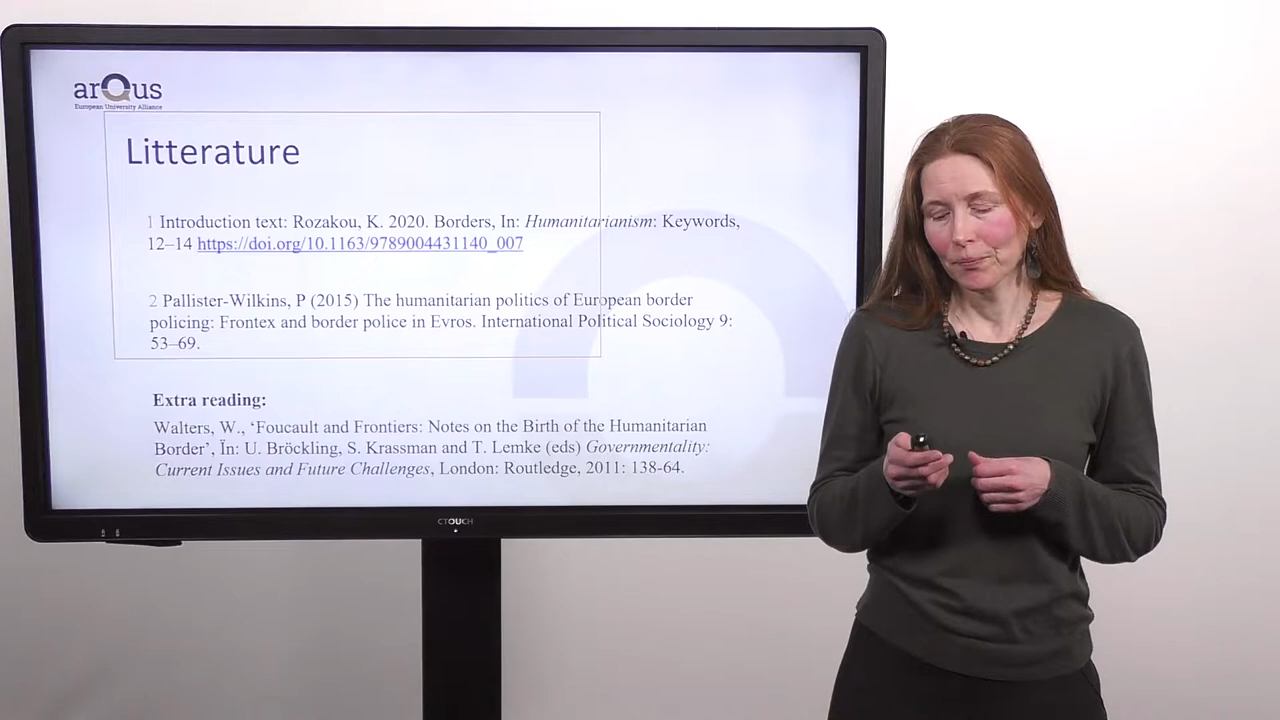 arQus
European University Alliance
Litterature
1 Introduction text: Rozakou, K. 2020. Borders, In: Humanitarianism: Keywords,
12–14 https://doi.org/10.1163/9789004431140_007
2 Pallister-Wilkins, P (2015) The humanitarian politics of European border
policing: Frontex and border police in Evros. International Political Sociology 9:
53–69.
Extra reading:
Walters, W., ‘Foucault and Frontiers: Notes on the Birth of the Humanitarian
Border’, Ïn: U. Bröckling, S. Krassman and T. Lemke (eds) Governmentality:
Current Issues and Future Challenges, London: Routledge, 2011: 138-64.
CTOUCH